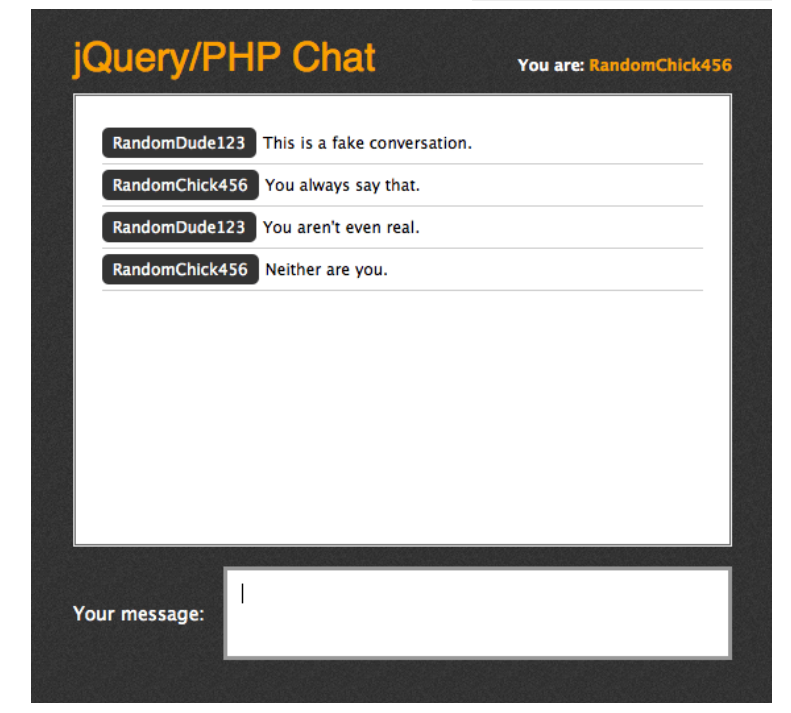 jQuery/PHP Chat
You are: RandomChick456
RandomDude123 This is a fake conversation.
RandomChick456 You always say that.
RandomDude123 You aren't even real.
RandomChick456 Neither are you.
Your message: